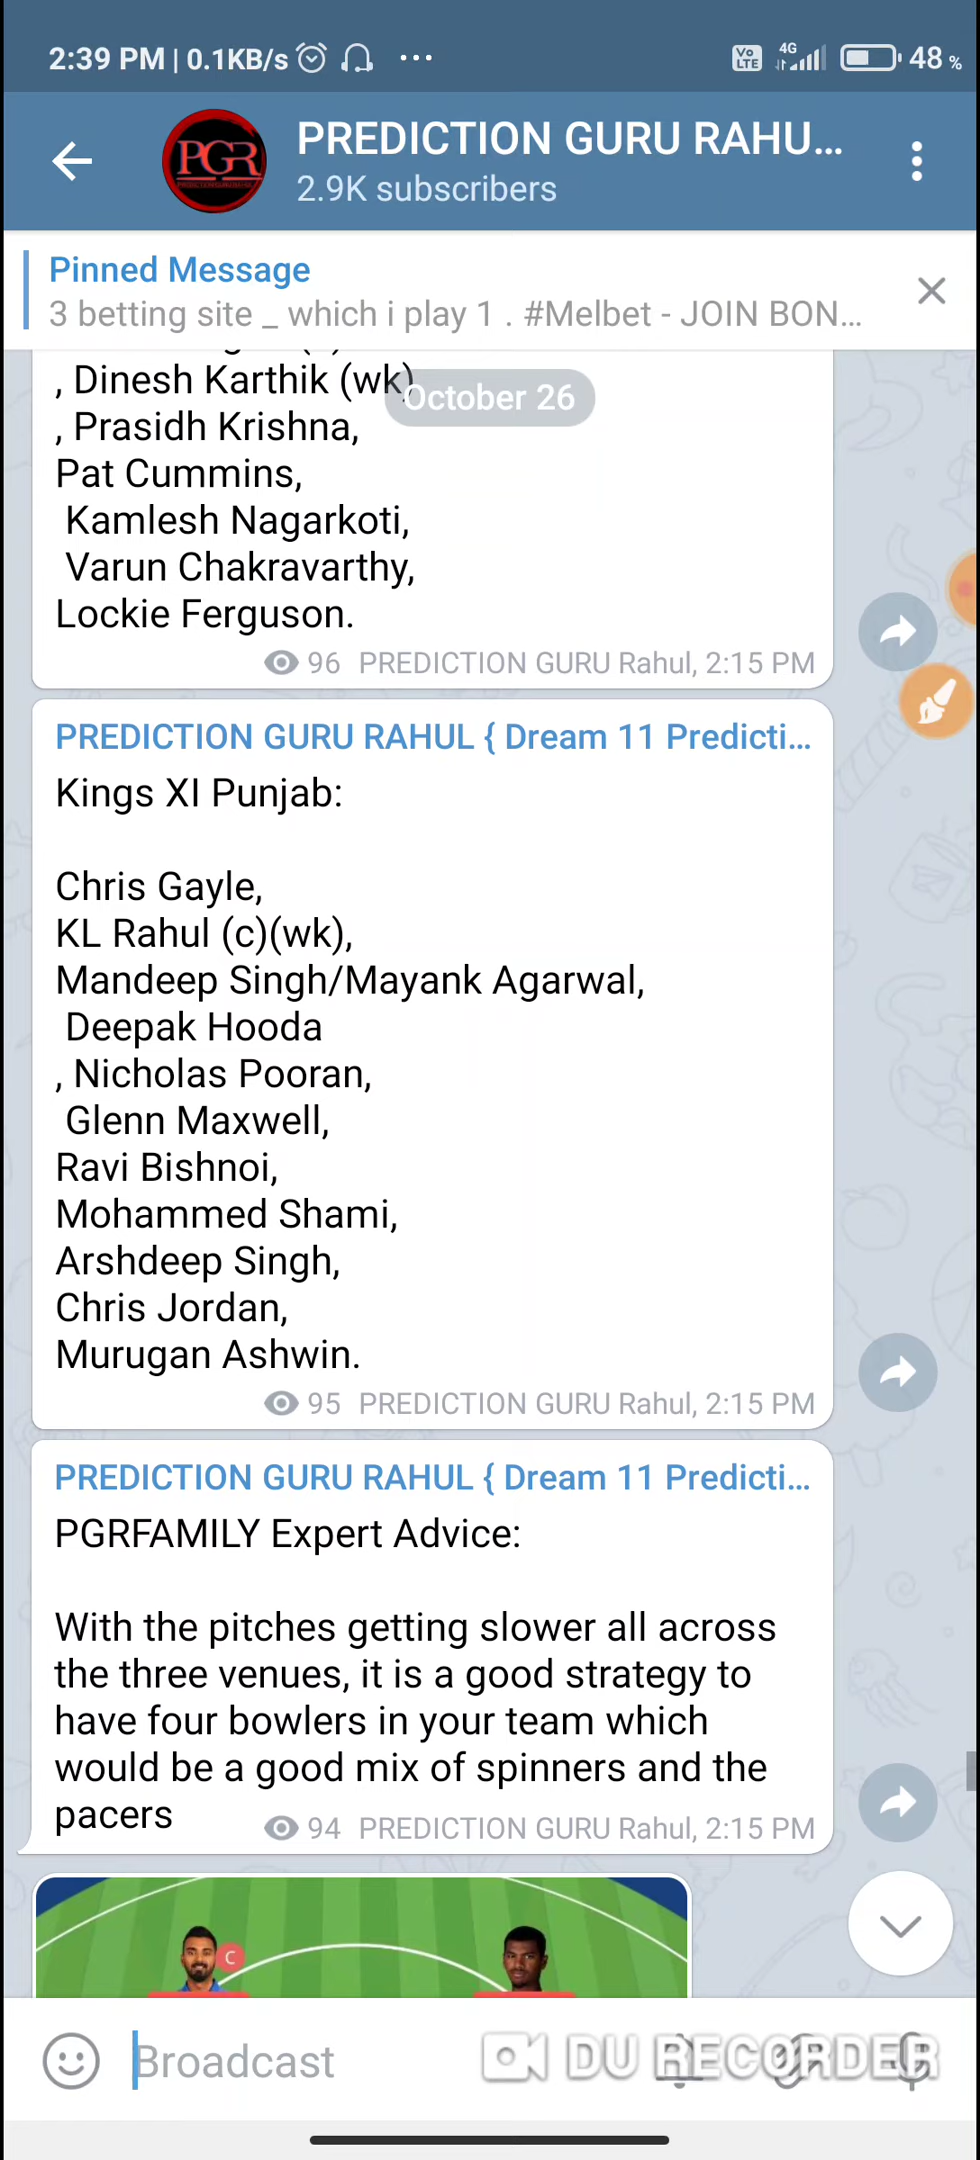 2:39 PM | 0.1KB/s ...
Vo LTE 4G 48 %
PGR
PREDICTION GURU RAHU...
2.9K subscribers
Pinned Message
3 betting site _ which i play 1 . #Melbet - JOIN BON...
, Dinesh Karthik (wk)
October 26
, Prasidh Krishna,
Pat Cummins,
Kamlesh Nagarkoti,
Varun Chakravarthy,
Lockie Ferguson.
96 PREDICTION GURU Rahul, 2:15 PM
PREDICTION GURU RAHUL { Dream 11 Predicti...
Kings XI Punjab:
Chris Gayle,
KL Rahul (c)(wk),
Mandeep Singh/Mayank Agarwal,
Deepak Hooda
, Nicholas Pooran,
Glenn Maxwell,
Ravi Bishnoi,
Mohammed Shami,
Arshdeep Singh,
Chris Jordan,
Murugan Ashwin.
95 PREDICTION GURU Rahul, 2:15 PM
PREDICTION GURU RAHUL { Dream 11 Predicti...
PGRFAMILY Expert Advice:
With the pitches getting slower all across
the three venues, it is a good strategy to
have four bowlers in your team which
would be a good mix of spinners and the
pacers
94 PREDICTION GURU Rahul, 2:15 PM
C
Broadcast
DU RECORDER